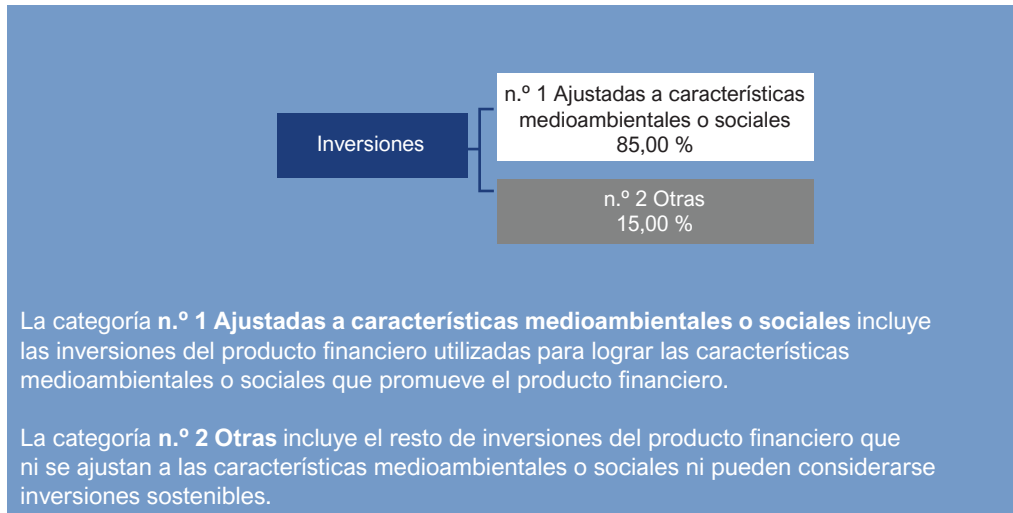 n.º 1 Ajustadas a características
medioambientales o sociales
85,00 %
Inversiones
n.º 2 Otras
15,00 %
La categoría n.º 1 Ajustadas a características medioambientales o sociales incluye
las inversiones del producto financiero utilizadas para lograr las características
medioambientales o sociales que promueve el producto financiero.
La categoría n.º 2 Otras incluye el resto de inversiones del producto financiero que
ni se ajustan a las características medioambientales o sociales ni pueden considerarse
inversiones sostenibles.